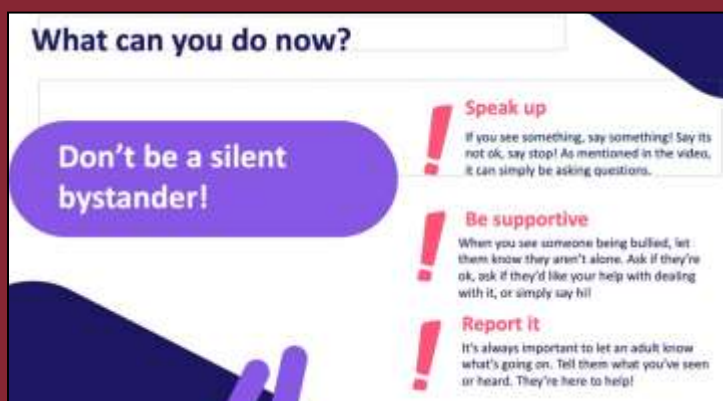 What can you do now?
Don't be a silent
bystander!
Speak up
If you see something, say something! Say its
not ok, say stop! As mentioned in the video,
it can simply be asking questions.
Be supportive
When you see someone being bullied, let
them know they aren't alone. Ask if they're
ok, ask if they'd like your help with dealing
with it, or simply say hi!
Report it
It's always important to let an adult know
what's going on. Tell them what you've seen
or heard. They're here to help!